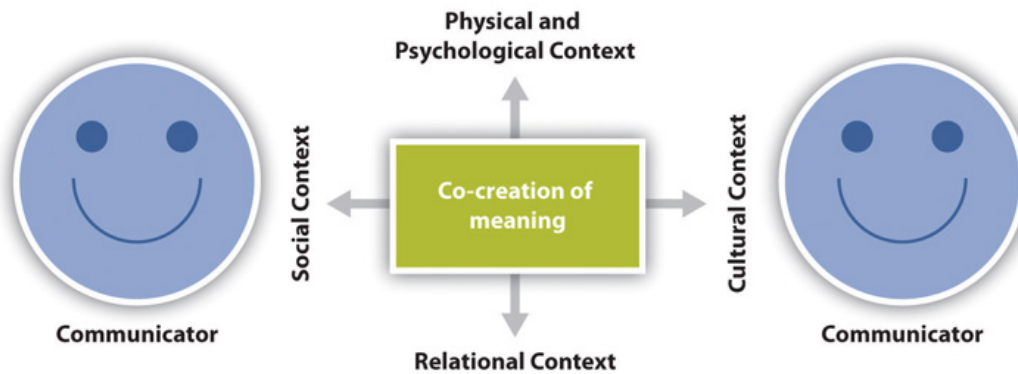 Physical and
Psychological Context
Social Context
Co-creation of
meaning
Cultural Context
Communicator
Communicator
Relational Context